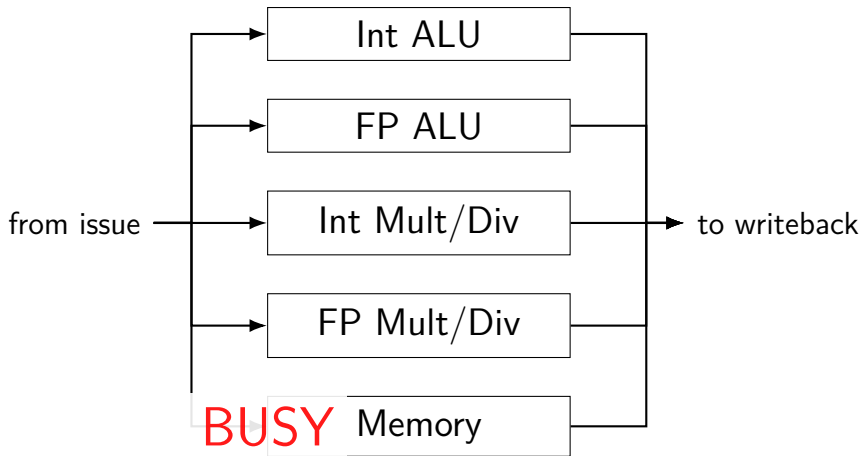 Int ALU
FP ALU
from issue
Int Mult/Div
to writeback
FP Mult/Div
BUSY
Memory